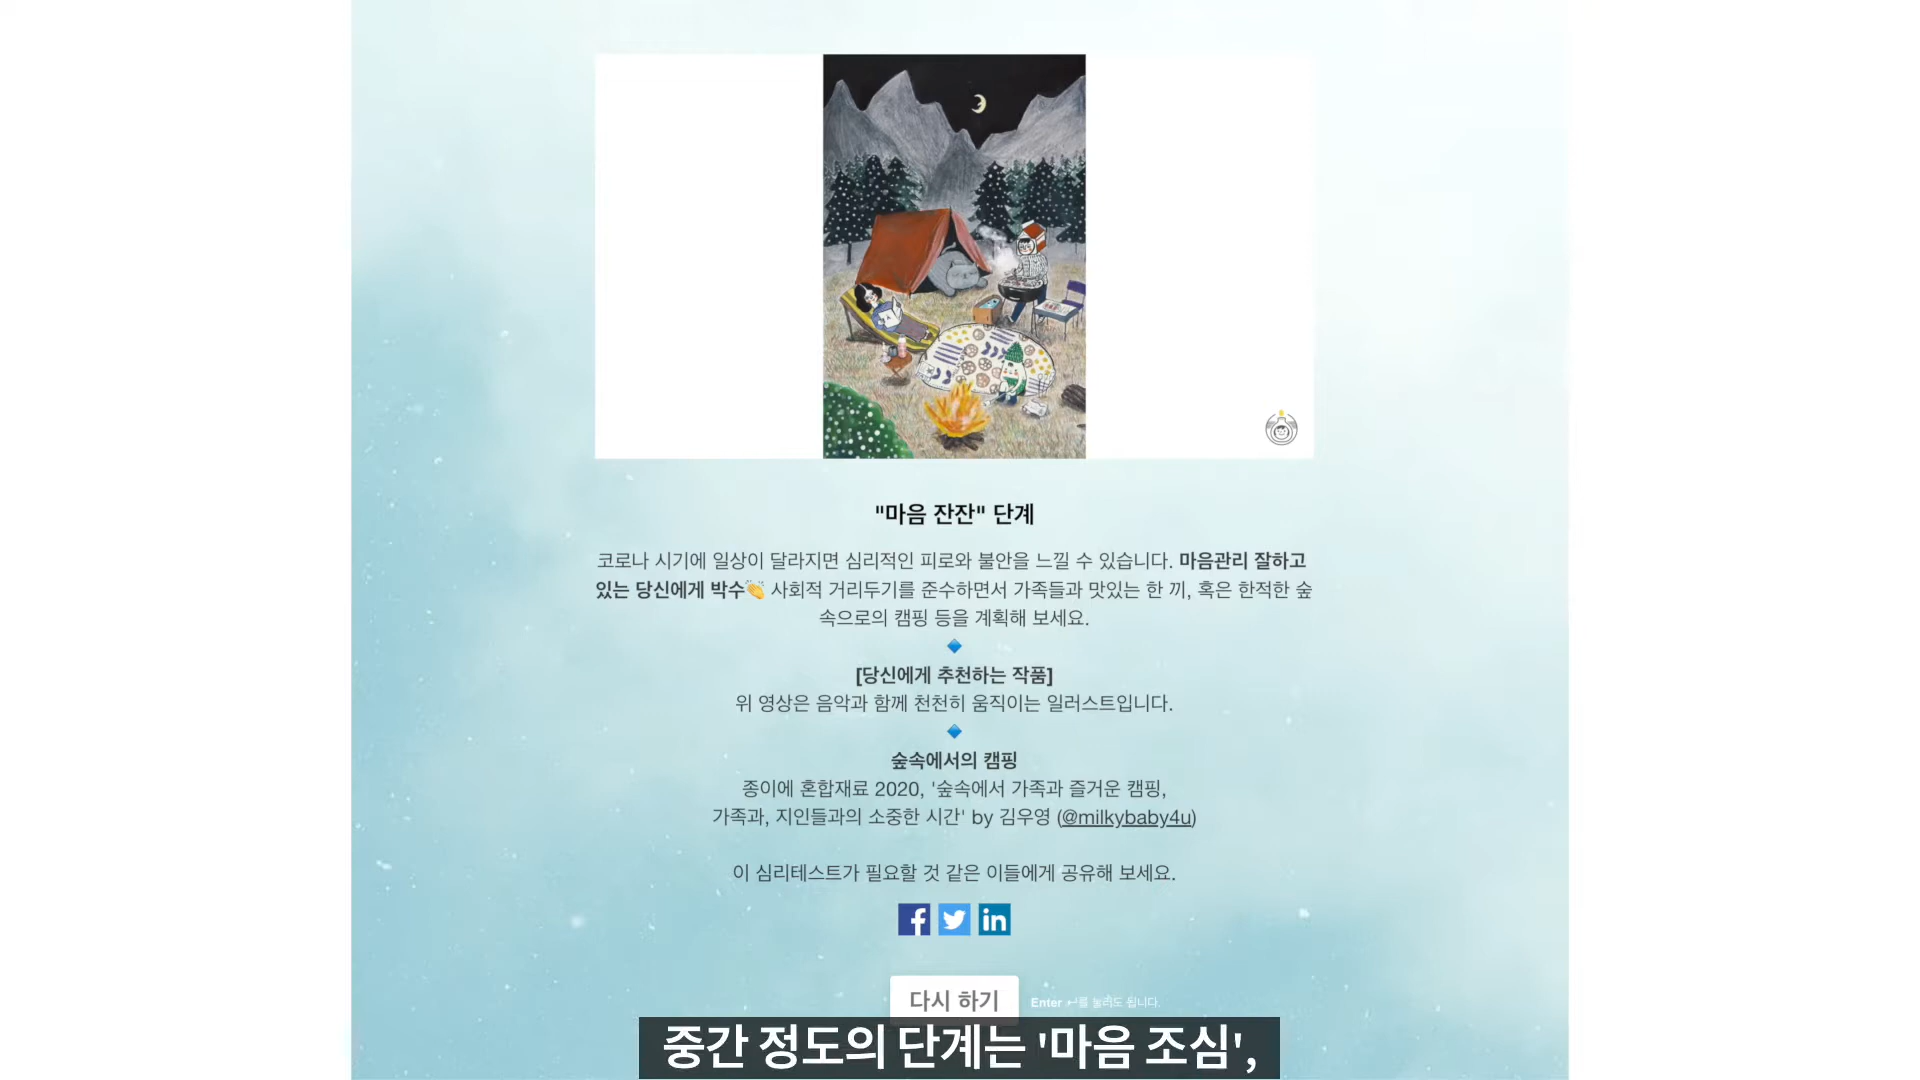 "마음 잔잔" 단계
코로나 시기에 일상이 달라지면 심리적인 피로와 불안을 느낄 수 있습니다. 마음관리 잘하고
있는 당신에게 박수👏 사회적 거리두기를 준수하면서 가족들과 맛있는 한 끼, 혹은 한적한 숲
속으로의 캠핑 등을 계획해 보세요.
[당신에게 추천하는 작품]
위 영상은 음악과 함께 천천히 움직이는 일러스트입니다.
숲속에서의 캠핑
종이에 혼합재료 2020, '숲속에서 가족과 즐거운 캠핑,
가족과, 지인들과의 소중한 시간' by 김우영 (@milkybaby4u)
이 심리테스트가 필요할 것 같은 이들에게 공유해 보세요.
다시 하기
Enter ↵를 눌러도 됩니다.
중간 정도의 단계는 '마음 조심',